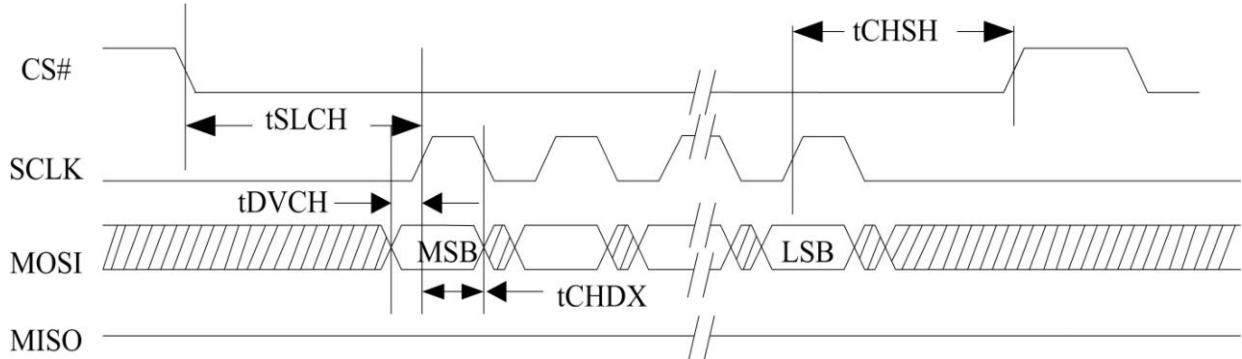 tCHSH
CS#
tSLCH
SCLK
tDVCH
MSB
LSB
MOSI
tCHDX
MISO